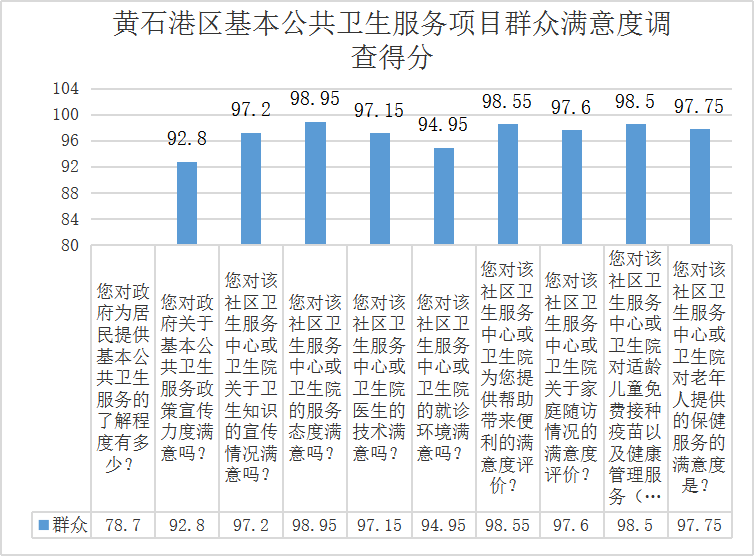 黄石港区基本公共卫生服务项目群众满意度调
查得分
104
100
96
92
88
84
80
92.8
97.2
98.95
97.15
94.95
98.55
97.6
98.5
97.75
您对政
府为居
民提供
基本公
共卫生
服务的
了解程
度有多
少？
您对政
府关于
基本公
共卫生
服务政
策宣传
力度满
意吗？
您对该
社区卫
生服务
中心或
卫生院
关于卫
生知识
的宣传
情况满
意吗？
您对该
社区卫
生服务
中心或
卫生院
的服务
态度满
意吗？
您对该
社区卫
生服务
中心或
卫生院
医生的
技术满
意吗？
您对该
社区卫
生服务
中心或
卫生院
的就诊
环境满
意吗？
您对该
社区卫
生服务
中心或
卫生院
为您提
供帮助
带来便
利的满
意度评
价？
您对该
社区卫
生服务
中心或
卫生院
关于家
庭随访
情况的
满意度
评价？
您对该
社区卫
生服务
中心或
卫生院
对适龄
儿童免
费接种
疫苗以
及健康
管理服
务（…
您对该
社区卫
生服务
中心或
卫生院
对老年
人提供
的保健
服务的
满意度
是？
群众 78.7 92.8 97.2 98.95 97.15 94.95 98.55 97.6 98.5 97.75